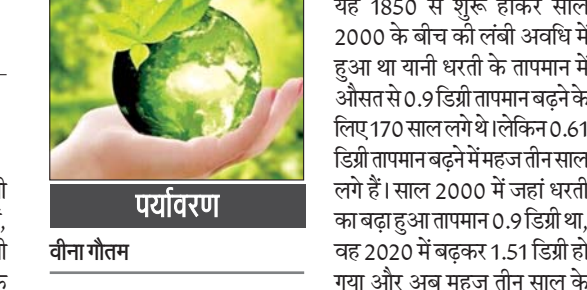 पर्यावरण
वीना गौतम
यह 1850 से शुरू होकर साल
2000 के बीच की लंबी अवधि में
हुआ था यानी धरती के तापमान में
औसत से 0.9 डिग्री तापमान बढ़ने के
लिए 170 साल लगे थे। लेकिन 0.61
डिग्री तापमान बढ़ने में महज तीन साल
लगे हैं। साल 2000 में जहां धरती
का बढ़ा हुआ तापमान 0.9 डिग्री था,
वह 2020 में बढ़कर 1.51 डिग्री हो
गया और अब महज तीन साल के